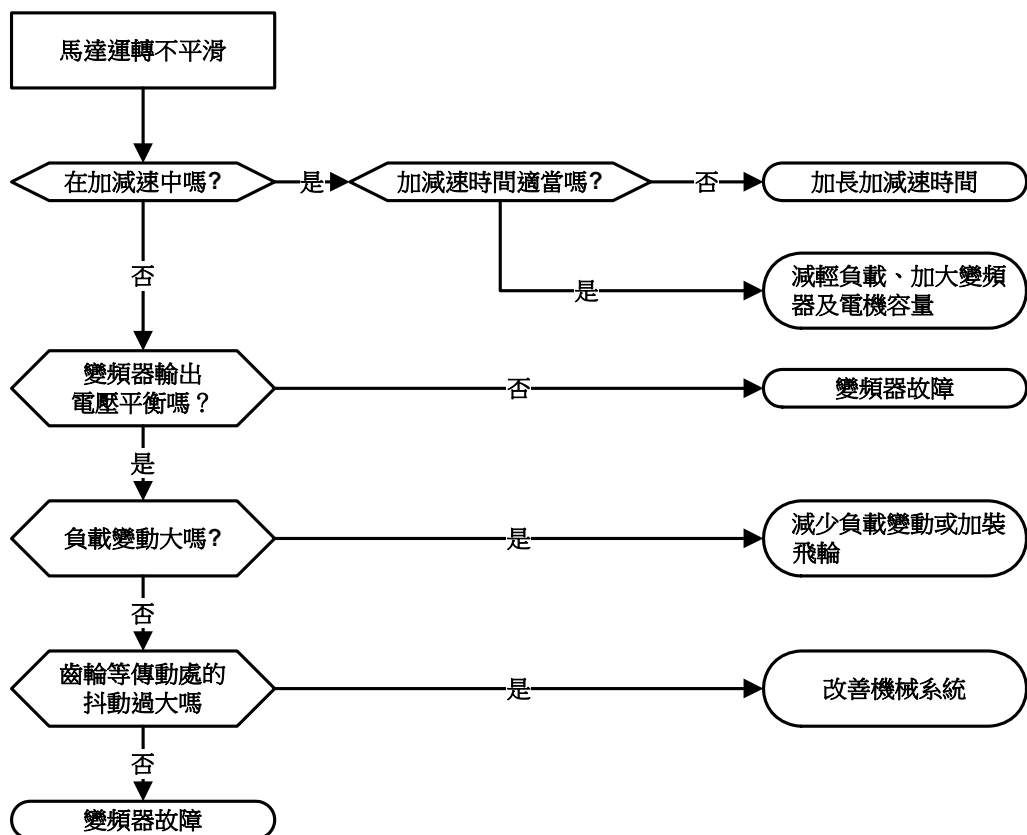 馬達運轉不平滑
在加減速中嗎?
是
加減速時間適當嗎?
否
加長加減速時間
否
是
減輕負載、加大變頻
器及電機容量
變頻器輸出
電壓平衡嗎？
否
變頻器故障
是
負載變動大嗎?
是
減少負載變動或加裝
飛輪
否
齒輪等傳動處的
抖動過大嗎
是
改善機械系統
否
變頻器故障